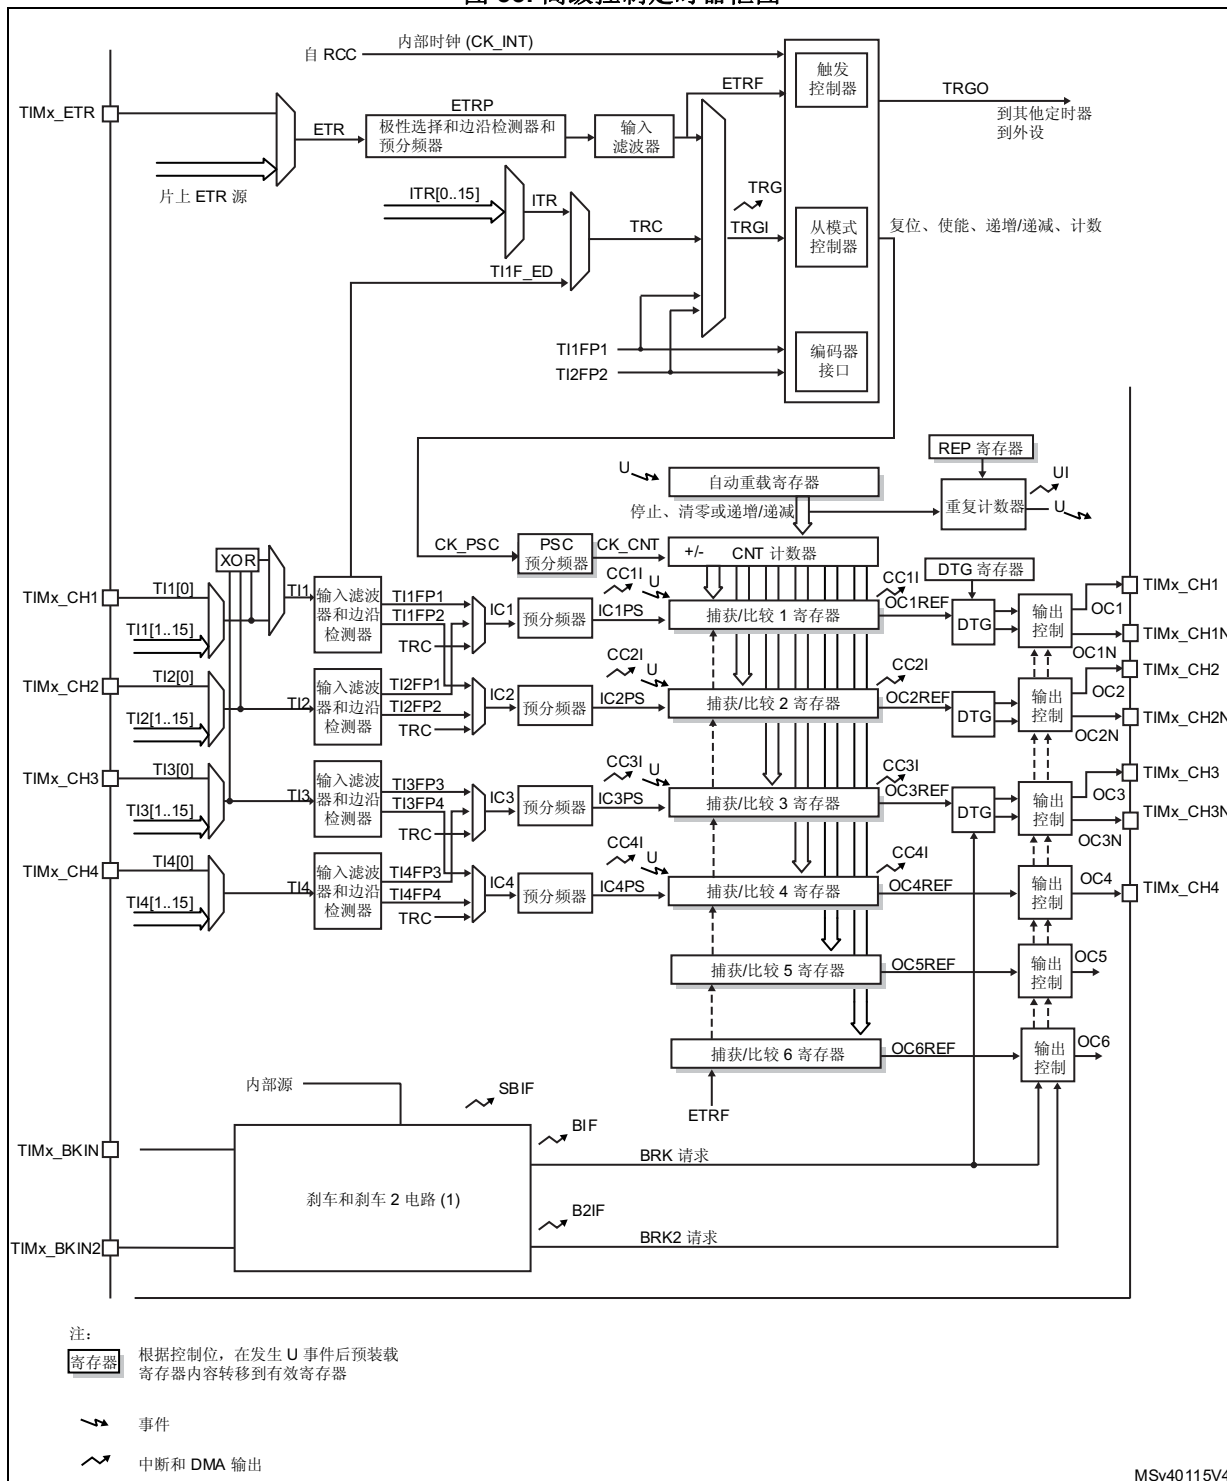 内部时钟 (CK_INT)
自 RCC
触发
控制器
ETRF
TRGO
到其他定时器
到外设
TIMx_ETR
ETRP
ETR
极性选择和边沿检测器和
预分频器
输入
滤波器
片上 ETR 源
ITR[0..15]
ITR
TRG
TRC
TRGI
从模式
控制器
复位、使能、递增/递减、计数
TI1F_ED
TI1FP1
TI2FP2
编码器
接口
REP 寄存器
U
自动重载寄存器
UI
重复计数器
U
停止、清零或递增/递减
CK_PSC
PSC
预分频器
CK_CNT
+/-
CNT 计数器
DTG 寄存器
XOR
TIMx_CH1
TI1[0]
TI1
TI1[1..15]
输入滤波
器和边沿
检测器
TI1FP1
TI1FP2
TRC
IC1
预分频器
IC1PS
CC1I
U
捕获/比较 1 寄存器
CC1I
OC1REF
DTG
输出
控制
OC1
TIMx_CH1
OC1N
TIMx_CH1N
TIMx_CH2
TI2[0]
TI2
TI2[1..15]
输入滤波
器和边沿
检测器
TI2FP1
TI2FP2
TRC
IC2
预分频器
IC2PS
CC2I
U
捕获/比较 2 寄存器
CC2I
OC2REF
DTG
输出
控制
OC2
TIMx_CH2
OC2N
TIMx_CH2N
TIMx_CH3
TI3[0]
TI3
TI3[1..15]
输入滤波
器和边沿
检测器
TI3FP3
TI3FP4
TRC
IC3
预分频器
IC3PS
CC3I
U
捕获/比较 3 寄存器
CC3I
OC3REF
DTG
输出
控制
OC3
TIMx_CH3
OC3N
TIMx_CH3N
TIMx_CH4
TI4[0]
TI4
TI4[1..15]
输入滤波
器和边沿
检测器
TI4FP3
TI4FP4
TRC
IC4
预分频器
IC4PS
CC4I
U
捕获/比较 4 寄存器
CC4I
OC4REF
输出
控制
OC4
TIMx_CH4
捕获/比较 5 寄存器
OC5REF
输出
控制
OC5
捕获/比较 6 寄存器
OC6REF
输出
控制
OC6
ETRF
内部源
SBIF
TIMx_BKIN
BIF
BRK 请求
刹车和刹车 2 电路 (1)
TIMx_BKIN2
B2IF
BRK2 请求
注:
寄存器
根据控制位，在发生 U 事件后预装载
寄存器内容转移到有效寄存器
事件
中断和 DMA 输出
MSv40115V4